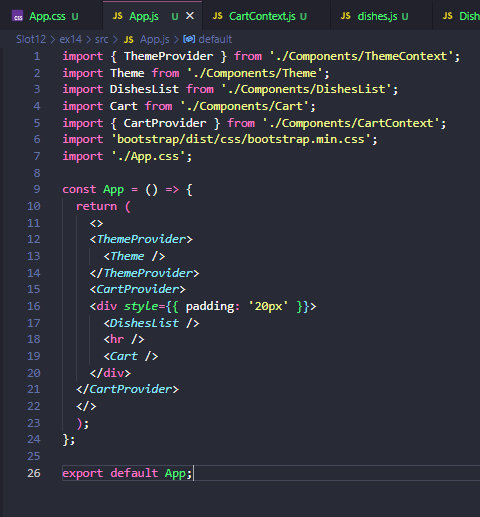 App.css JS App.js U X JS CartContext.js JS dishes.js U JS Dish
Slot12 > ex14 > src > JS App.js > default
1 import { ThemeProvider } from './Components/ThemeContext';
2 import Theme from './Components/Theme';
3 import DishesList from './Components/DishesList';
4 import Cart from './Components/Cart';
5 import { CartProvider } from './Components/CartContext';
6 import 'bootstrap/dist/css/bootstrap.min.css';
7 import './App.css';
8
9 const App = () => {
10 return (
11 <>
12 <ThemeProvider>
13 <Theme />
14 </ThemeProvider>
15 <CartProvider>
16 <div style={{ padding: '20px' }}>
17 <DishesList />
18 <hr />
19 <Cart />
20 </div>
21 </CartProvider>
22 </>
23 );
24 };
25
26 export default App;